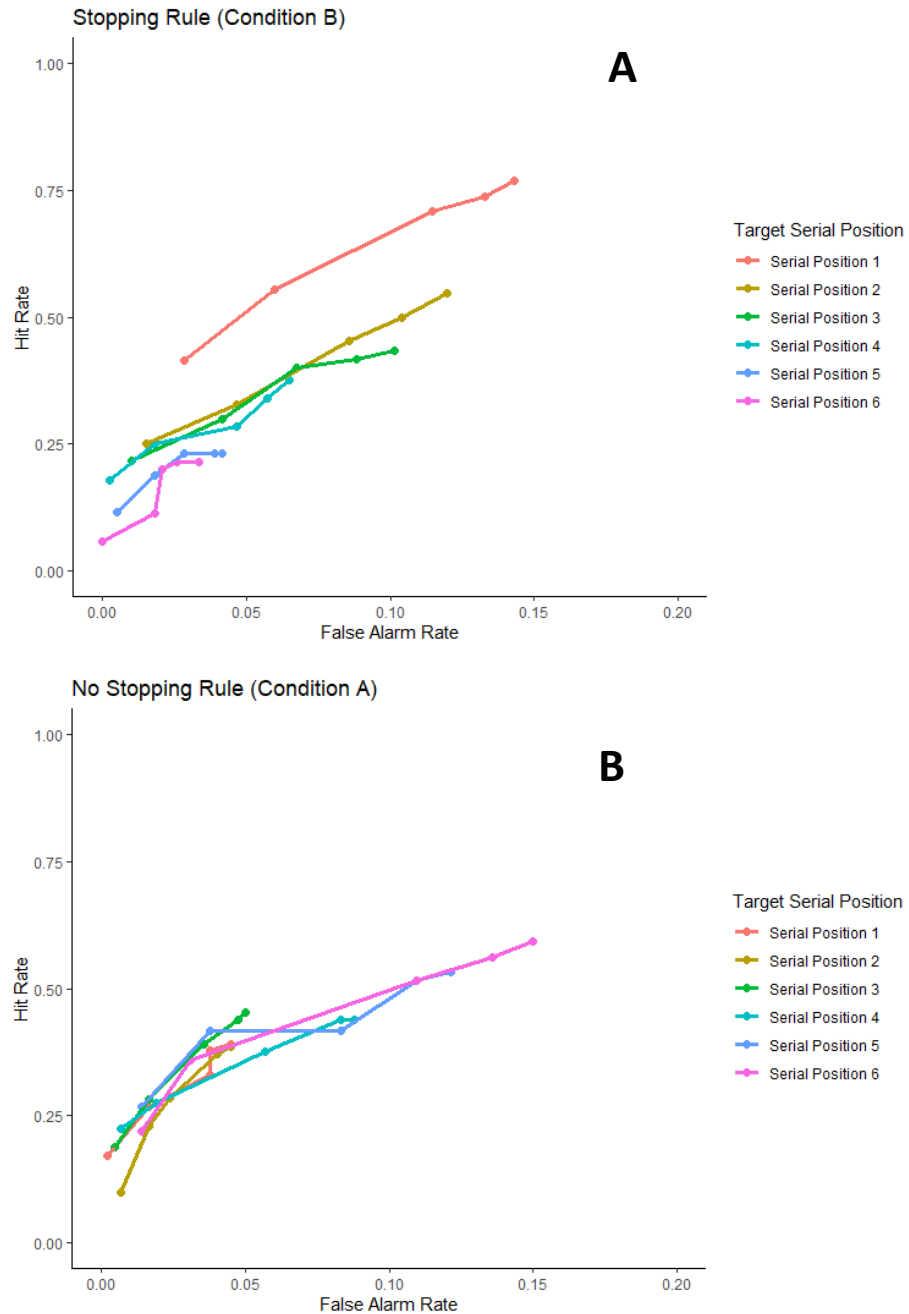 Stopping Rule (Condition B)
A
1.00
0.75
0.50
0.25
0.00
Hit Rate
0.00 0.05 0.10 0.15 0.20
False Alarm Rate
Target Serial Position
Serial Position 1
Serial Position 2
Serial Position 3
Serial Position 4
Serial Position 5
Serial Position 6
No Stopping Rule (Condition A)
B
1.00
0.75
0.50
0.25
0.00
Hit Rate
0.00 0.05 0.10 0.15 0.20
False Alarm Rate
Target Serial Position
Serial Position 1
Serial Position 2
Serial Position 3
Serial Position 4
Serial Position 5
Serial Position 6